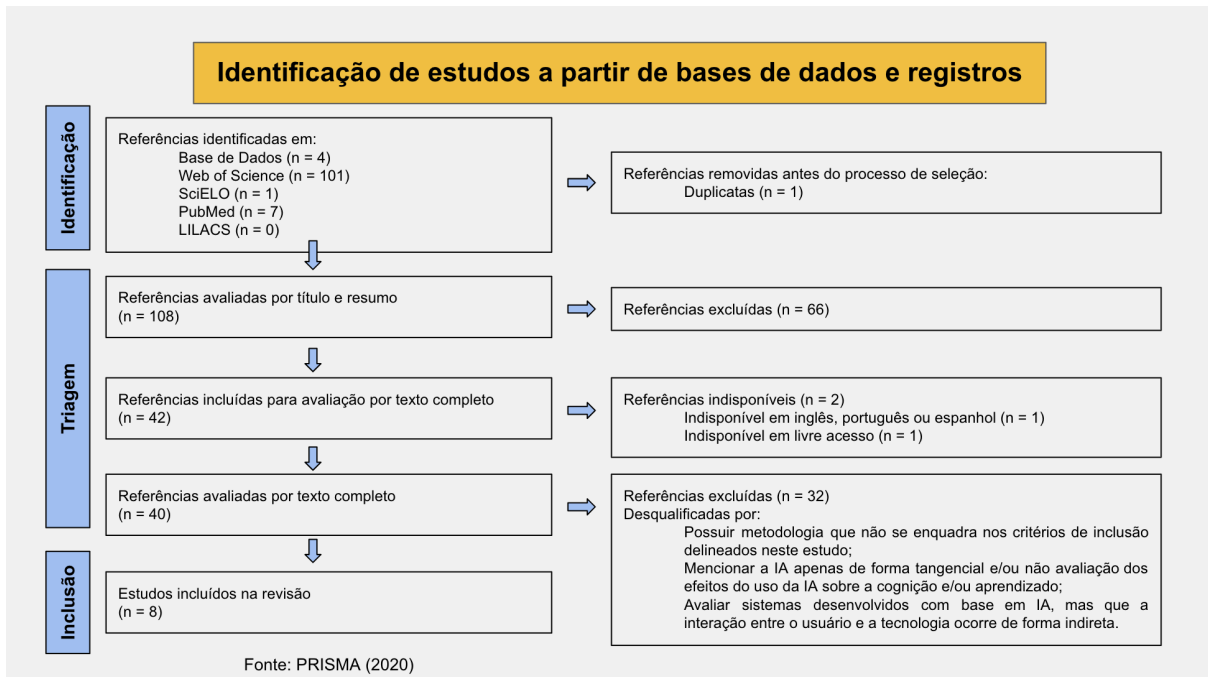 Identificação de estudos a partir de bases de dados e registros
Identificação
Referências identificadas em:
Base de Dados (n = 4)
Web of Science (n = 101)
SciELO (n = 1)
PubMed (n = 7)
LILACS (n = 0)
Referências removidas antes do processo de seleção:
Duplicatas (n = 1)
Triagem
Referências avaliadas por título e resumo
(n = 108)
Referências excluídas (n = 66)
Referências incluídas para avaliação por texto completo
(n = 42)
Referências indisponíveis (n = 2)
Indisponível em inglês, português ou espanhol (n = 1)
Indisponível em livre acesso (n = 1)
Referências avaliadas por texto completo
(n = 40)
Referências excluídas (n = 32)
Desqualificadas por:
Possuir metodologia que não se enquadra nos critérios de inclusão
delineados neste estudo;
Mencionar a IA apenas de forma tangencial e/ou não avaliação dos
efeitos do uso da IA sobre a cognição e/ou aprendizado;
Avaliar sistemas desenvolvidos com base em IA, mas que a
interação entre o usuário e a tecnologia ocorre de forma indireta.
Inclusão
Estudos incluídos na revisão
(n = 8)
Fonte: PRISMA (2020)